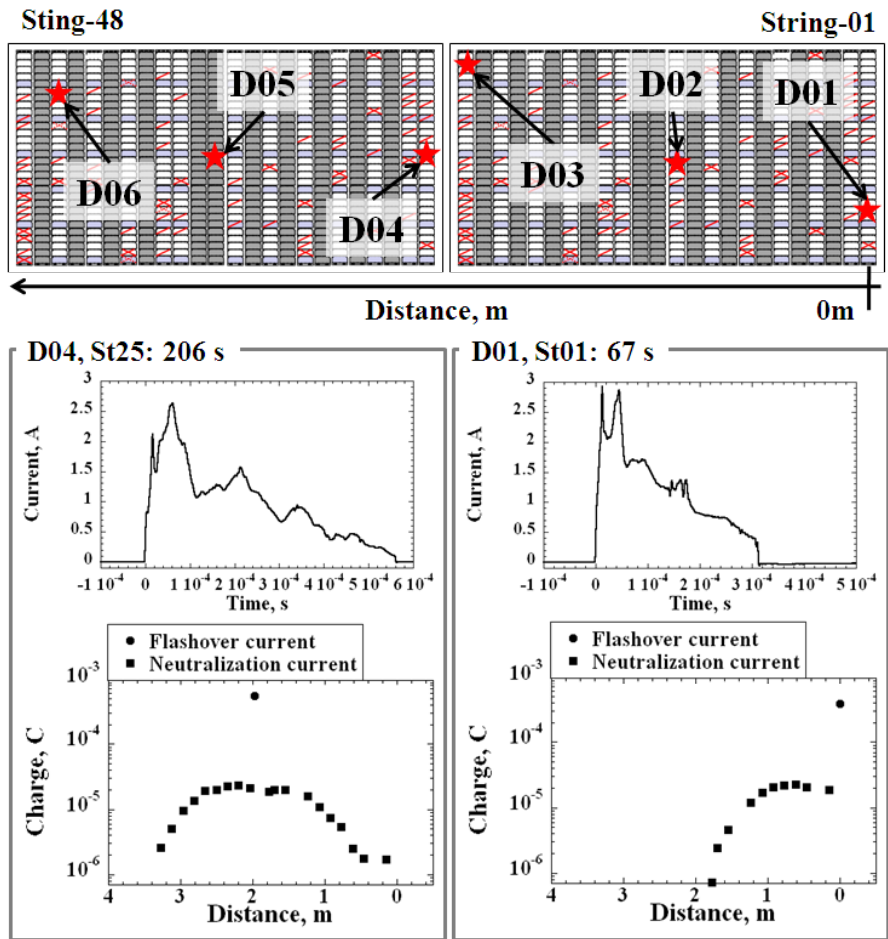 Sting-48 String-01
D05 D02 D01
D06 D04 D03
Distance, m 0m
D04, St25: 206 s
3
2.5
2
1.5
1
0.5
0
Current, A
-1 10-4 0 1 10-4 2 10-4 3 10-4 4 10-4 5 10-4 6 10-4
Time, s
● Flashover current
■ Neutralization current
10-3
10-4
10-5
10-6
Charge, C
4 3 2 1 0
Distance, m
D01, St01: 67 s
3
2.5
2
1.5
1
0.5
0
Current, A
-1 10-4 0 1 10-4 2 10-4 3 10-4 4 10-4 5 10-4
Time, s
● Flashover current
■ Neutralization current
10-3
10-4
10-5
10-6
Charge, C
4 3 2 1 0
Distance, m